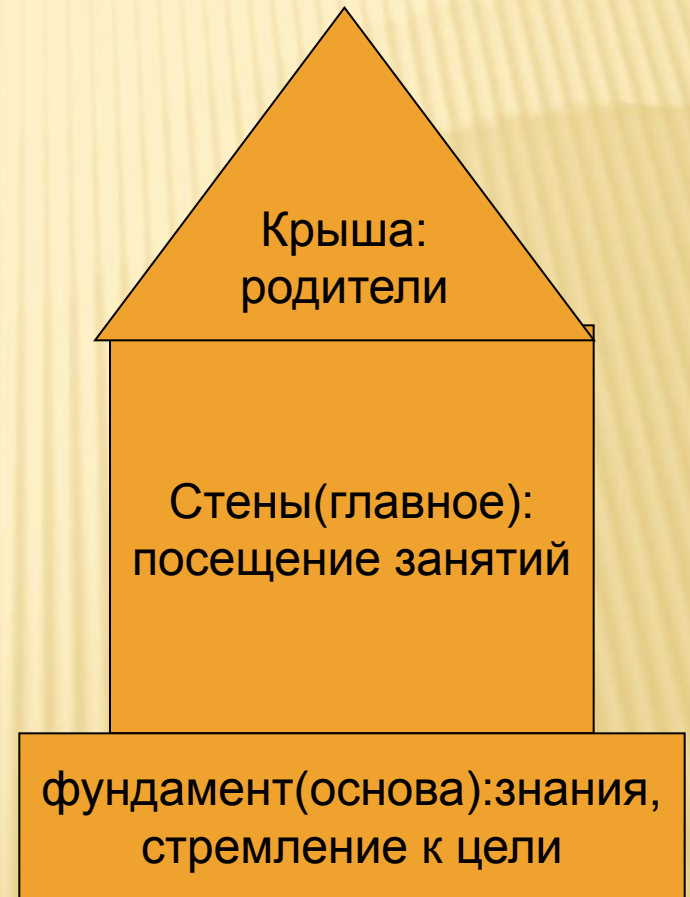 Крыша:
родители
Стены(главное):
посещение занятий
фундамент(основа):знания,
стремление к цели